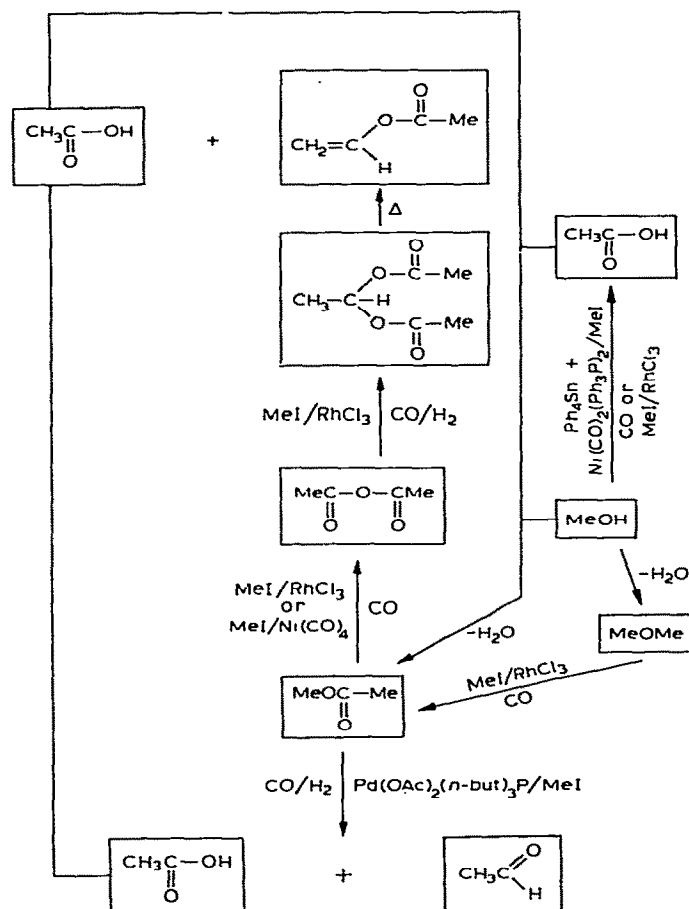 O
O—C—Me
CH3C—OH
O
+
CH2=C
H
Δ
CH3C—OH
O
O
O—C—Me
CH3—C—H
O—C—Me
O
Ph4Sn +
Ni(CO)2(Ph3P)2/MeI
CO or
MeI/RhCl3
MeI/RhCl3
CO/H2
MeC—O—CMe
O
O
MeOH
-H2O
MeI/RhCl3
or
MeI/Ni(CO)4
CO
-H2O
MeOMe
MeI/RhCl3
CO
MeOC—Me
O
CO/H2
Pd(OAc)2(n-but)3P/MeI
CH3C—OH
O
+
CH3C
O
H